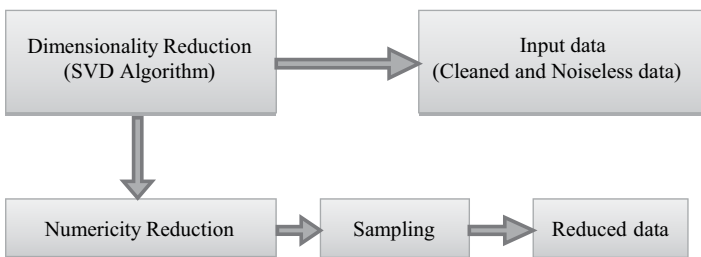 Dimensionality Reduction
(SVD Algorithm)
Input data
(Cleaned and Noiseless data)
Numericity Reduction
Sampling
Reduced data